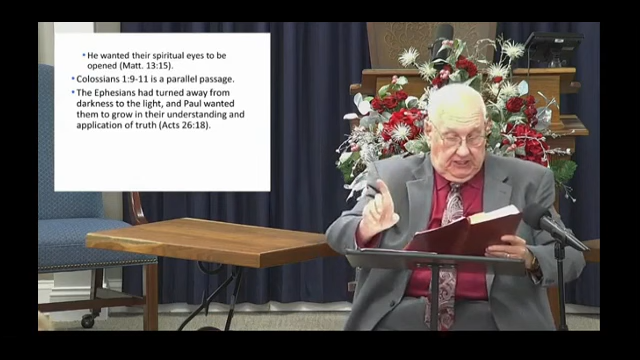 • He wanted their spiritual eyes to be
opened (Matt. 13:15).
• Colossians 1:9-11 is a parallel passage.
• The Ephesians had turned away from
darkness to the light, and Paul wanted
them to grow in their understanding and
application of truth (Acts 26:18).